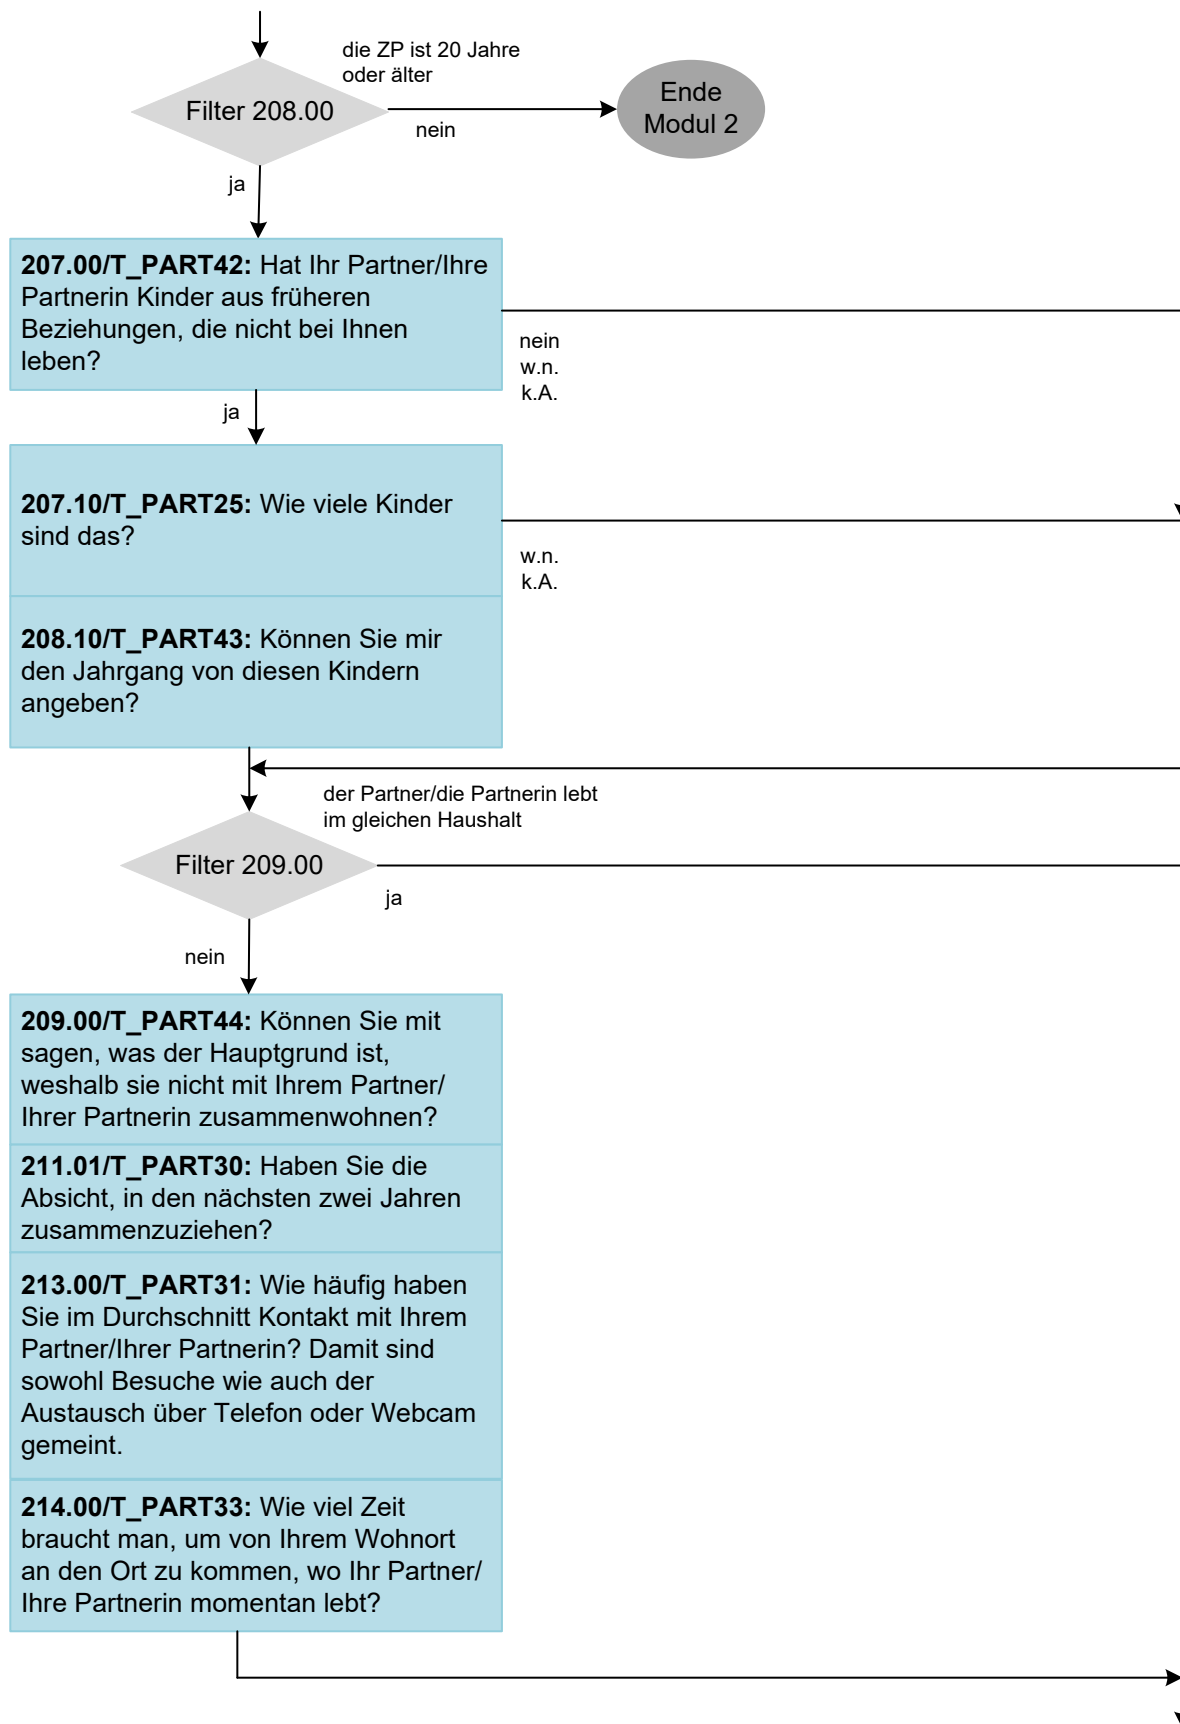 die ZP ist 20 Jahre
oder älter
Filter 208.00
nein
Ende
Modul 2
ja
207.00/T_PART42: Hat Ihr Partner/Ihre
Partnerin Kinder aus früheren
Beziehungen, die nicht bei Ihnen
leben?
nein
w.n.
k.A.
ja
207.10/T_PART25: Wie viele Kinder
sind das?
w.n.
k.A.
208.10/T_PART43: Können Sie mir
den Jahrgang von diesen Kindern
angeben?
der Partner/die Partnerin lebt
im gleichen Haushalt
Filter 209.00
ja
nein
209.00/T_PART44: Können Sie mit
sagen, was der Hauptgrund ist,
weshalb sie nicht mit Ihrem Partner/
Ihrer Partnerin zusammenwohnen?
211.01/T_PART30: Haben Sie die
Absicht, in den nächsten zwei Jahren
zusammenzuziehen?
213.00/T_PART31: Wie häufig haben
Sie im Durchschnitt Kontakt mit Ihrem
Partner/Ihrer Partnerin? Damit sind
sowohl Besuche wie auch der
Austausch über Telefon oder Webcam
gemeint.
214.00/T_PART33: Wie viel Zeit
braucht man, um von Ihrem Wohnort
an den Ort zu kommen, wo Ihr Partner/
Ihre Partnerin momentan lebt?